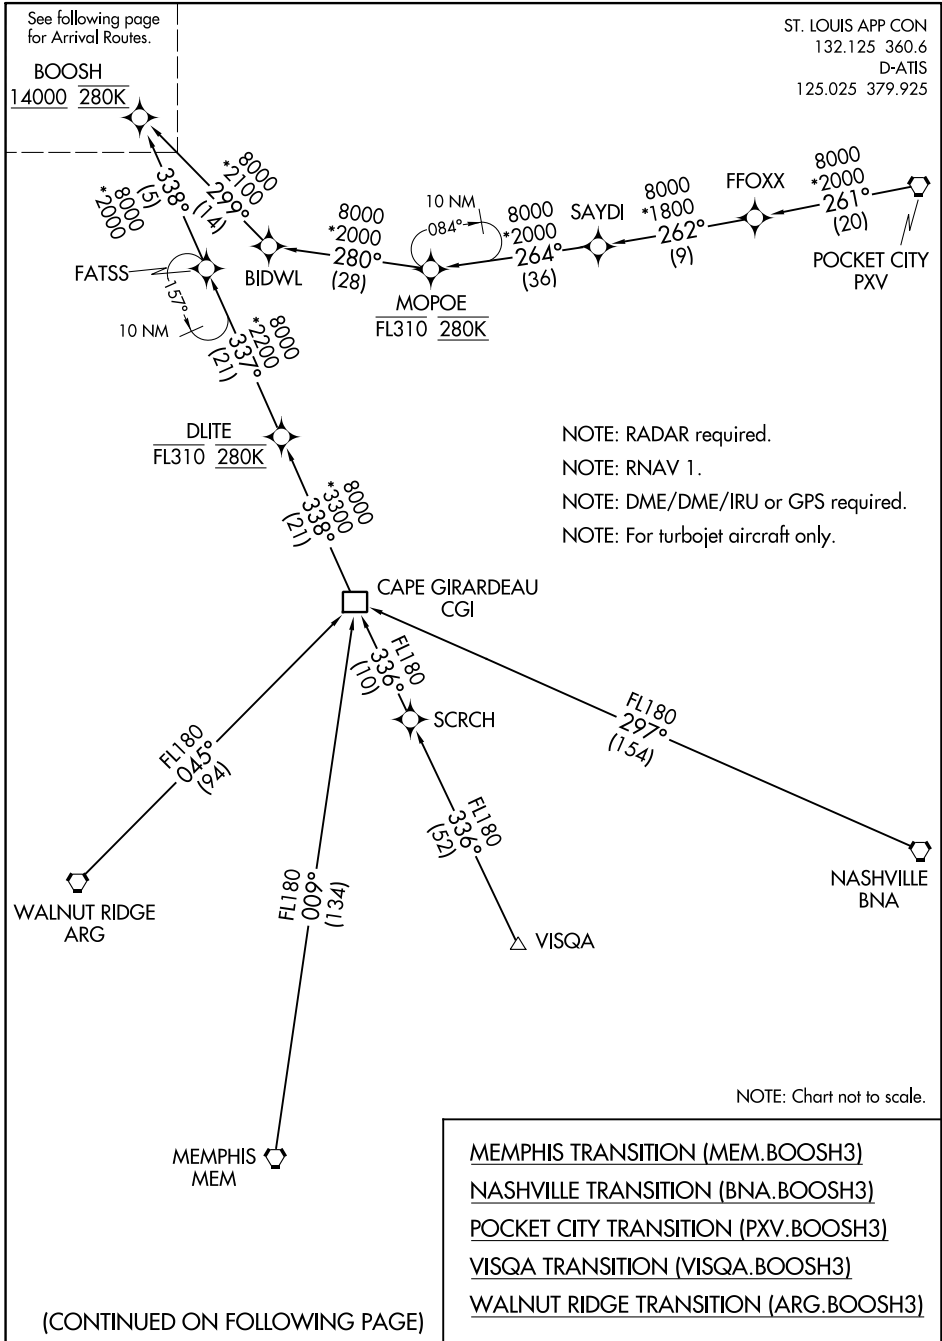 See following page
for Arrival Routes.
ST. LOUIS APP CON
132.125 360.6
D-ATIS
125.025 379.925
BOOSH
14000 280K
8000
*2000
338°
(5)
8000
*2100
299°
(14)
FATSS
157°
10 NM
BIDWL
8000
*2000
280°
(28)
10 NM
084°
MOPOE
FL310 280K
8000
*2000
264°
(36)
SAYDI
8000
*1800
262°
(9)
FFOXX
8000
*2000
261°
(20)
POCKET CITY
PXV
8000
*2200
337°
(21)
DLITE
FL310 280K
8000
*3300
338°
(21)
NOTE: RADAR required.
NOTE: RNAV 1.
NOTE: DME/DME/IRU or GPS required.
NOTE: For turbojet aircraft only.
CAPE GIRARDEAU
CGI
FL180
336°
(10)
SCRCH
FL180
297°
(154)
FL180
045°
(94)
FL180
336°
(52)
FL180
009°
(134)
WALNUT RIDGE
ARG
VISQA
NASHVILLE
BNA
MEMPHIS
MEM
NOTE: Chart not to scale.
MEMPHIS TRANSITION (MEM.BOOSH3)
NASHVILLE TRANSITION (BNA.BOOSH3)
POCKET CITY TRANSITION (PXV.BOOSH3)
VISQA TRANSITION (VISQA.BOOSH3)
WALNUT RIDGE TRANSITION (ARG.BOOSH3)
(CONTINUED ON FOLLOWING PAGE)